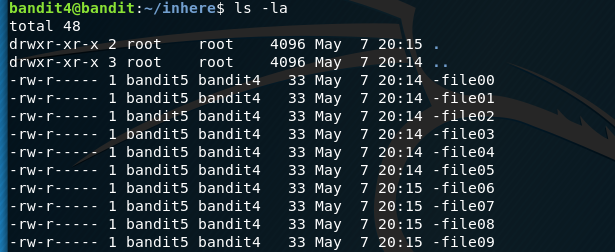 bandit4@bandit:~/inhere$ ls -la
total 48
drwxr-xr-x 2 root    root    4096 May  7 20:15 .
drwxr-xr-x 3 root    root    4096 May  7 20:14 ..
-rw-r----- 1 bandit5 bandit4   33 May  7 20:14 -file00
-rw-r----- 1 bandit5 bandit4   33 May  7 20:14 -file01
-rw-r----- 1 bandit5 bandit4   33 May  7 20:14 -file02
-rw-r----- 1 bandit5 bandit4   33 May  7 20:14 -file03
-rw-r----- 1 bandit5 bandit4   33 May  7 20:14 -file04
-rw-r----- 1 bandit5 bandit4   33 May  7 20:14 -file05
-rw-r----- 1 bandit5 bandit4   33 May  7 20:15 -file06
-rw-r----- 1 bandit5 bandit4   33 May  7 20:15 -file07
-rw-r----- 1 bandit5 bandit4   33 May  7 20:15 -file08
-rw-r----- 1 bandit5 bandit4   33 May  7 20:15 -file09